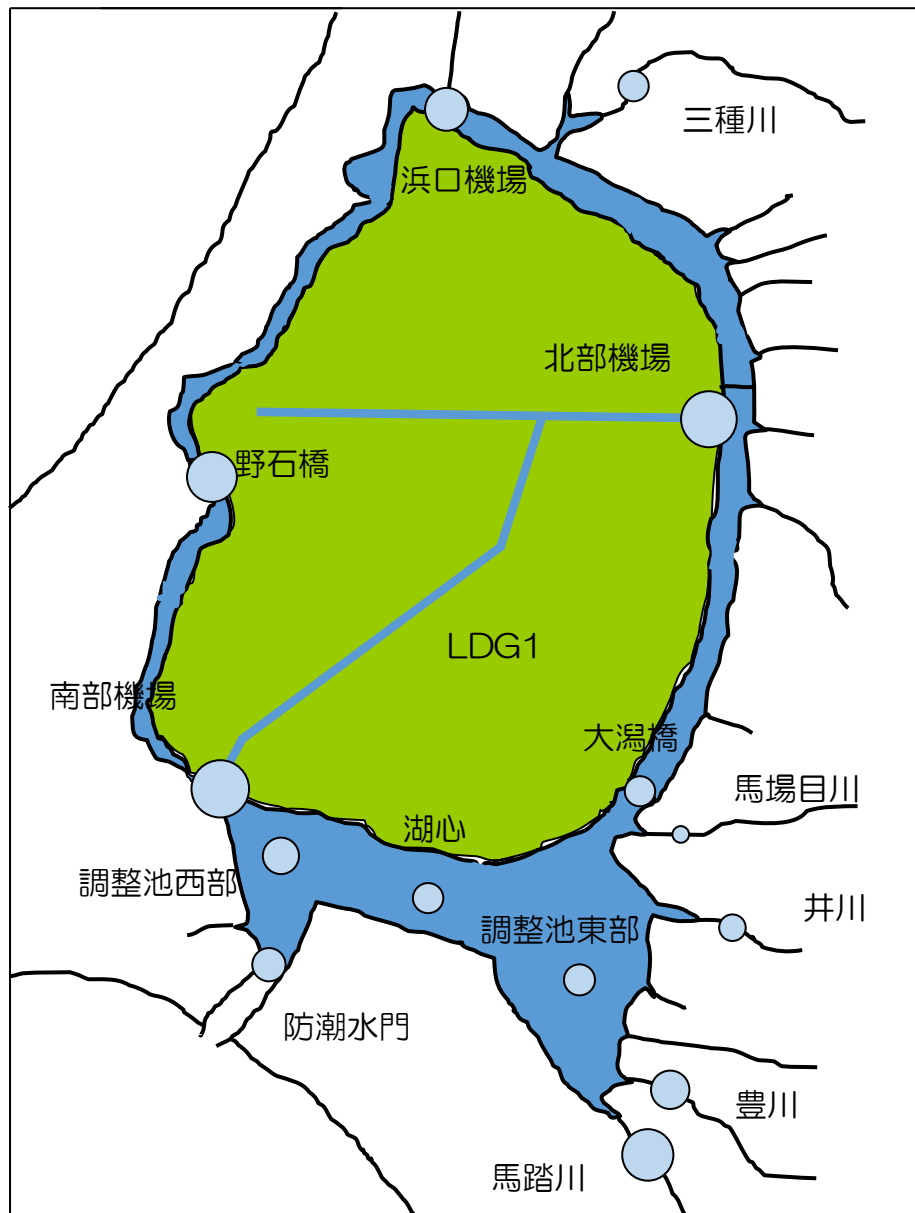 三種川
浜口機場
北部機場
野石橋
LDG1
南部機場
大潟橋
馬場目川
湖心
調整池西部
井川
調整池東部
防潮水門
豊川
馬踏川